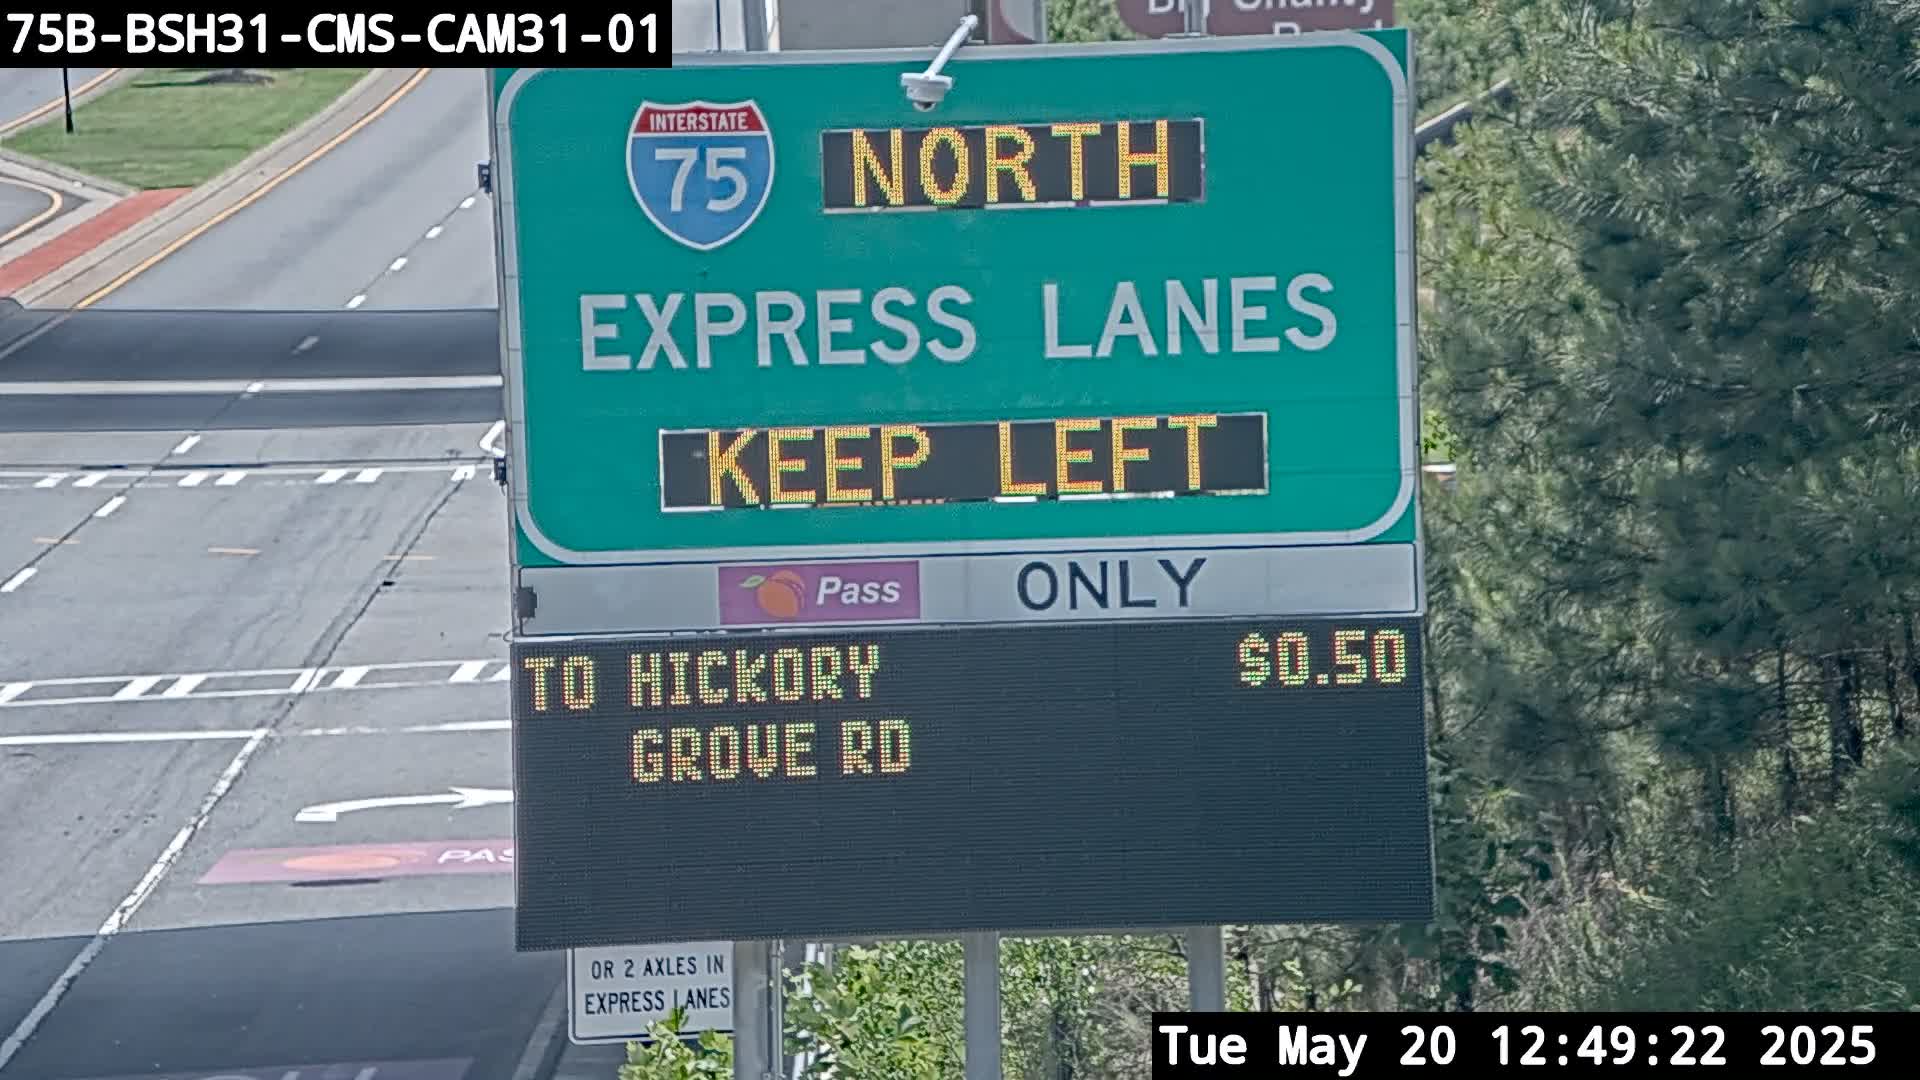 75B-BSH31-CMS-CAM31-01
INTERSTATE
75
NORTH
EXPRESS LANES
KEEP LEFT
Pass ONLY
TO HICKORY $0.50
GROVE RD
OR 2 AXLES IN
EXPRESS LANES
Tue May 20 12:49:22 2025